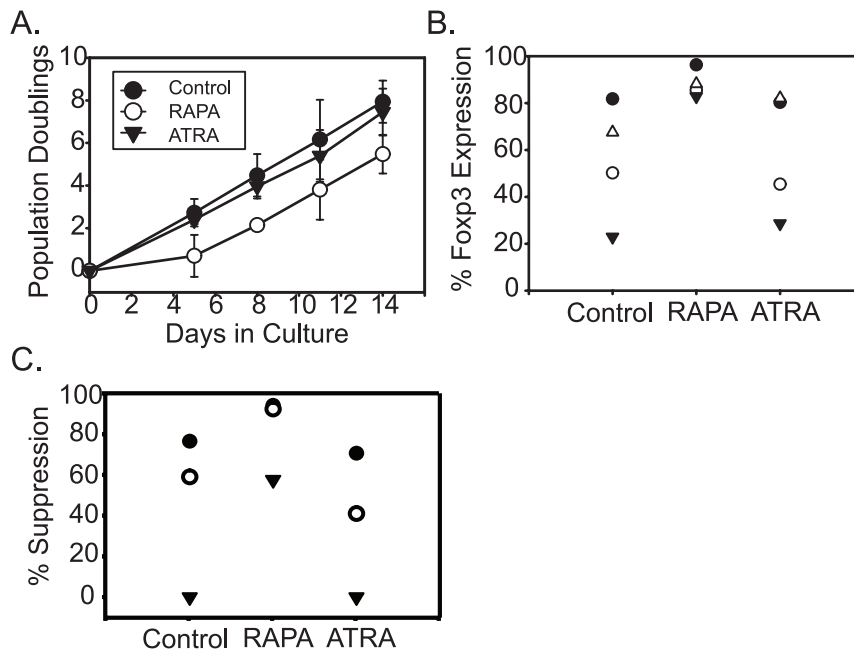 A.
Population Doublings
10
8
6
4
2
0
Control
RAPA
ATRA
0 2 4 6 8 10 12 14
Days in Culture
B.
% Foxp3 Expression
100
80
60
40
20
0
Control RAPA ATRA
C.
% Suppression
100
80
60
40
20
0
Control RAPA ATRA